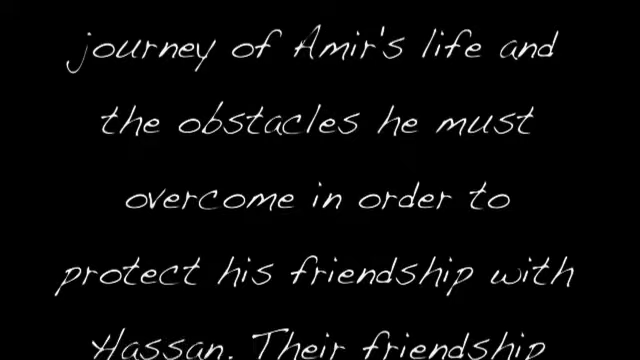 journey of Amir's life and
the obstacles he must
overcome in order to
protect his friendship with
Hassan. Their friendship